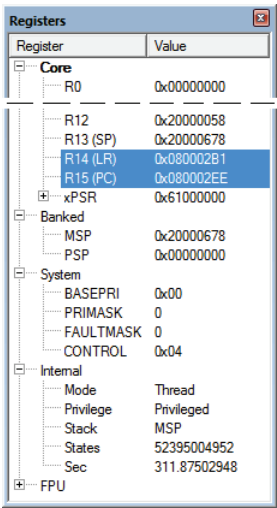 Registers
Register Value
Core
R0 0x00000000
R12 0x20000058
R13 (SP) 0x20000678
R14 (LR) 0x080002B1
R15 (PC) 0x080002EE
xPSR 0x61000000
Banked
MSP 0x20000678
PSP 0x00000000
System
BASEPRI 0x00
PRIMASK 0
FAULTMASK 0
CONTROL 0x04
Internal
Mode Thread
Privilege Privileged
Stack MSP
States 52395004952
Sec 311.87502948
FPU